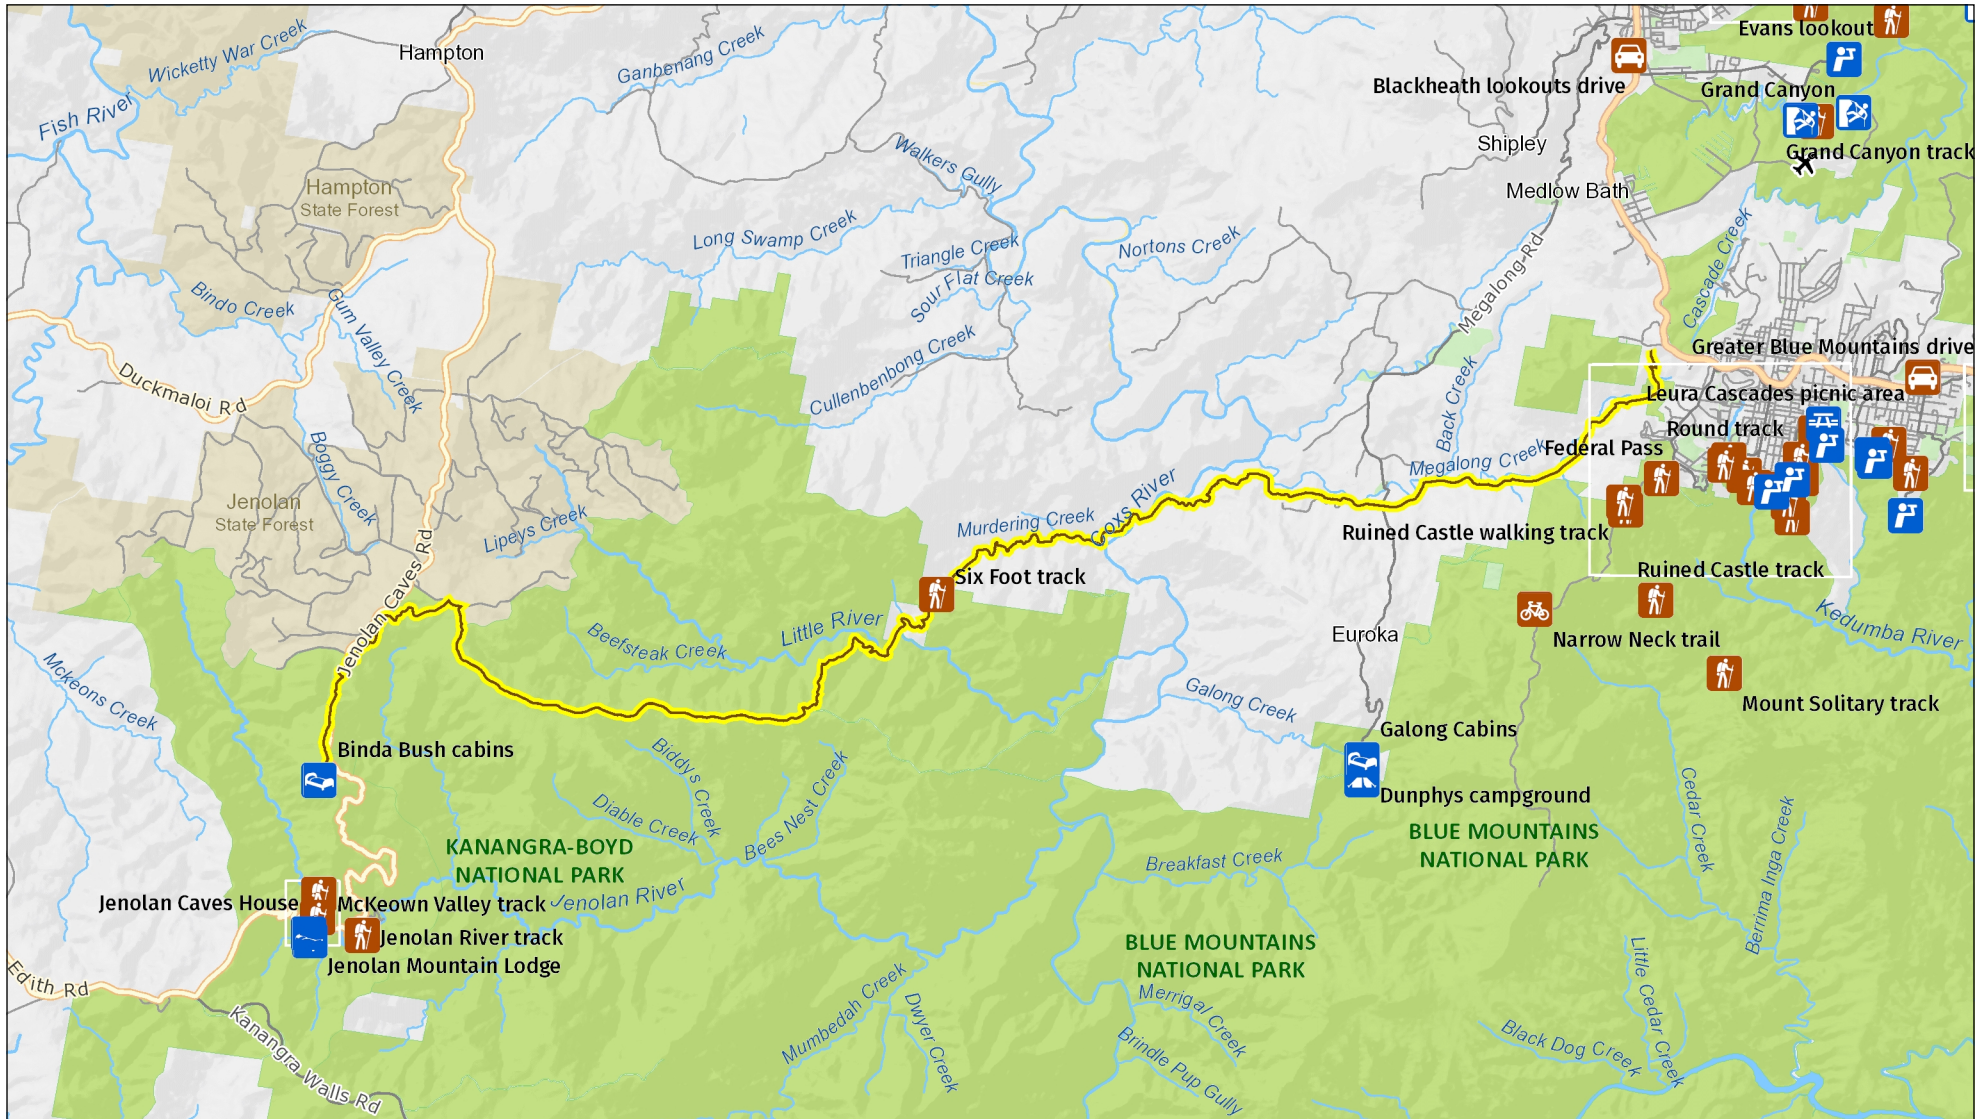 Evans lookout
Hampton
Wicketty War Creek
Ganbenang Creek
Blackheath lookouts drive
Grand Canyon
Fish River
Shipley
Grand Canyon track
Walkers Gully
Hampton
State Forest
Medlow Bath
Long Swamp Creek
Triangle Creek
Nortons Creek
Cascade Creek
Sour Flat Creek
Megalong Rd
Bindo Creek
Gum Valley Creek
Greater Blue Mountains drive
Cullenbenbong Creek
Duckmaloi Rd
Back Creek
Leura Cascades picnic area
Round track
Federal Pass
Megalong Creek
Boggy Creek
Jenolan
State Forest
Lipeys Creek
Murdering Creek
Coxs River
Ruined Castle walking track
Six Foot track
Ruined Castle track
Jenolan Caves Rd
Little River
Beefsteak Creek
Euroka
Narrow Neck trail
Kedumba River
Mckeons Creek
Galong Creek
Mount Solitary track
Galong Cabins
Binda Bush cabins
Biddys Creek
Bees Nest Creek
Dunphys campground
Diable Creek
Cedar Creek
Berrima Inga Creek
BLUE MOUNTAINS
NATIONAL PARK
KANANGRA-BOYD
NATIONAL PARK
Breakfast Creek
Jenolan River
Jenolan Caves House
McKeown Valley track
Jenolan River track
Jenolan Mountain Lodge
BLUE MOUNTAINS
NATIONAL PARK
Edith Rd
Kanangra Walls Rd
Mumbedah Creek
Dwyer Creek
Merrigal Creek
Brindle Pup Gully
Little Cedar Creek
Black Dog Creek